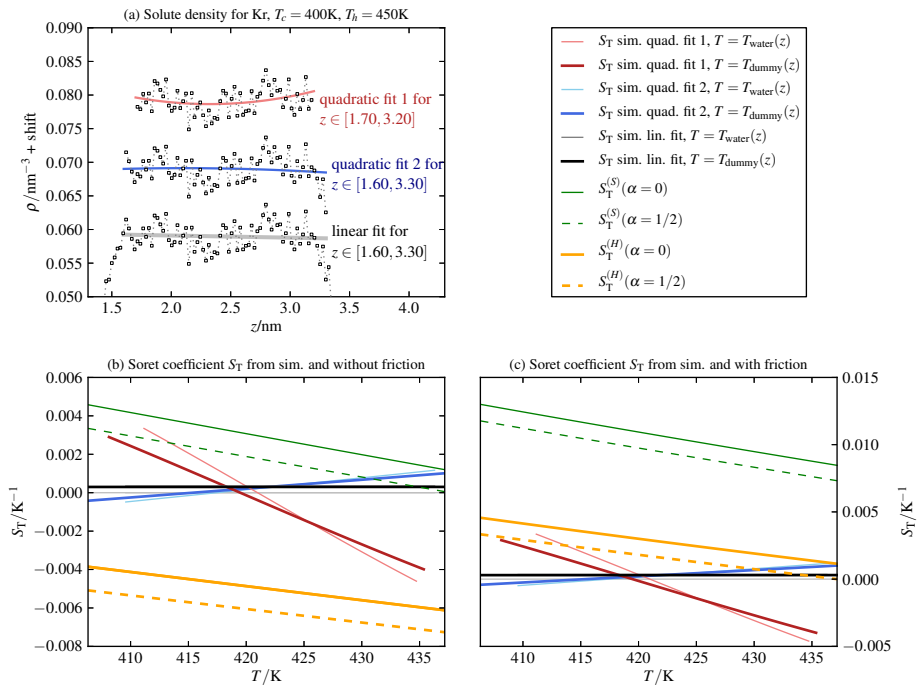 (a) Solute density for Kr, T_c = 400K, T_h = 450K
0.090
0.085
0.080
0.075
0.070
0.065
0.060
0.055
0.050
ρ/nm⁻³ + shift
quadratic fit 1 for
z ∈ [1.70, 3.20]
quadratic fit 2 for
z ∈ [1.60, 3.30]
linear fit for
z ∈ [1.60, 3.30]
1.5 2.0 2.5 3.0 3.5 4.0
z/nm
S_T sim. quad. fit 1, T = T_water(z)
S_T sim. quad. fit 1, T = T_dummy(z)
S_T sim. quad. fit 2, T = T_water(z)
S_T sim. quad. fit 2, T = T_dummy(z)
S_T sim. lin. fit, T = T_water(z)
S_T sim. lin. fit, T = T_dummy(z)
S_T^(S)(α = 0)
S_T^(S)(α = 1/2)
S_T^(H)(α = 0)
S_T^(H)(α = 1/2)
(b) Soret coefficient S_T from sim. and without friction
0.006
0.004
0.002
0.000
−0.002
−0.004
−0.006
−0.008
S_T/K⁻¹
410 415 420 425 430 435
T/K
(c) Soret coefficient S_T from sim. and with friction
0.015
0.010
0.005
0.000
−0.005
S_T/K⁻¹
410 415 420 425 430 435
T/K